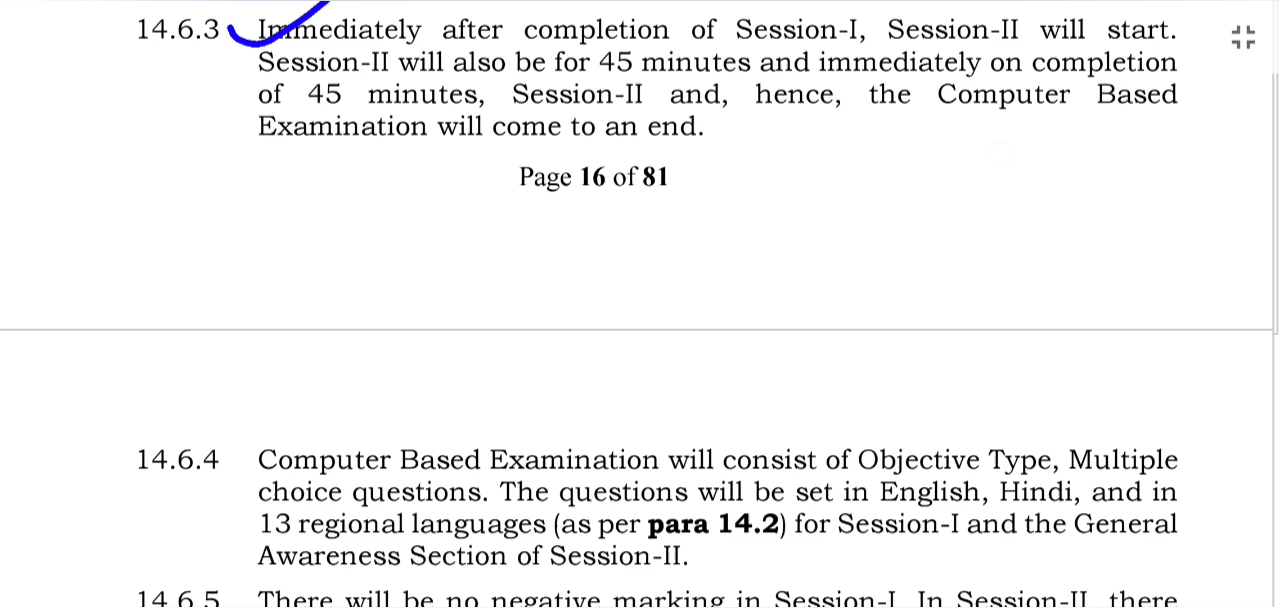 14.6.3 Immediately after completion of Session-I, Session-II will start.
Session-II will also be for 45 minutes and immediately on completion
of 45 minutes, Session-II and, hence, the Computer Based
Examination will come to an end.
Page 16 of 81
14.6.4 Computer Based Examination will consist of Objective Type, Multiple
choice questions. The questions will be set in English, Hindi, and in
13 regional languages (as per para 14.2) for Session-I and the General
Awareness Section of Session-II.
14.6.5 There will be no negative marking in Session-I. In Session-II, there